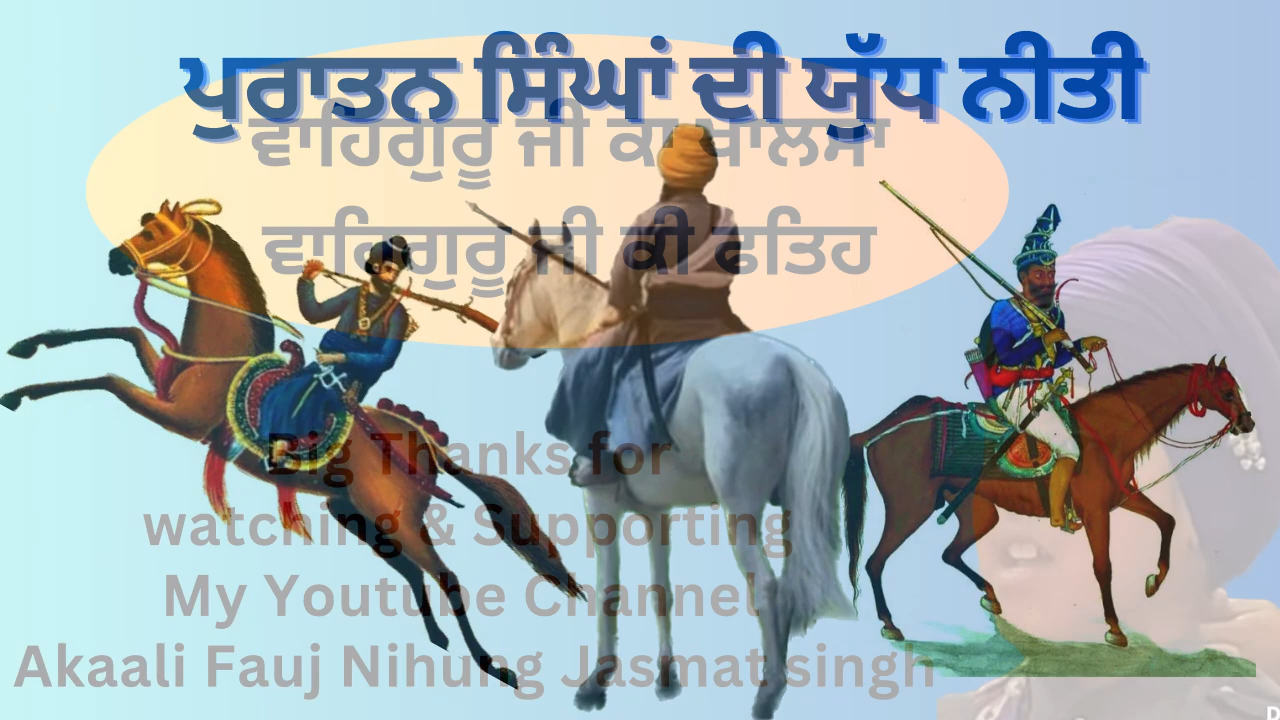 ਪੁਰਾਤਨ ਸਿੰਘਾਂ ਦੀ ਯੁੱਧ ਨੀਤੀ
ਵਾਹਿਗੁਰੂ ਜੀ ਕਾ ਖਾਲਸਾ
ਵਾਹਿਗੁਰੂ ਜੀ ਕੀ ਫਤਿਹ
Big Thanks for
watching & Supporting
My Youtube Channel
Akaali Fauj Nihung Jasmat singh